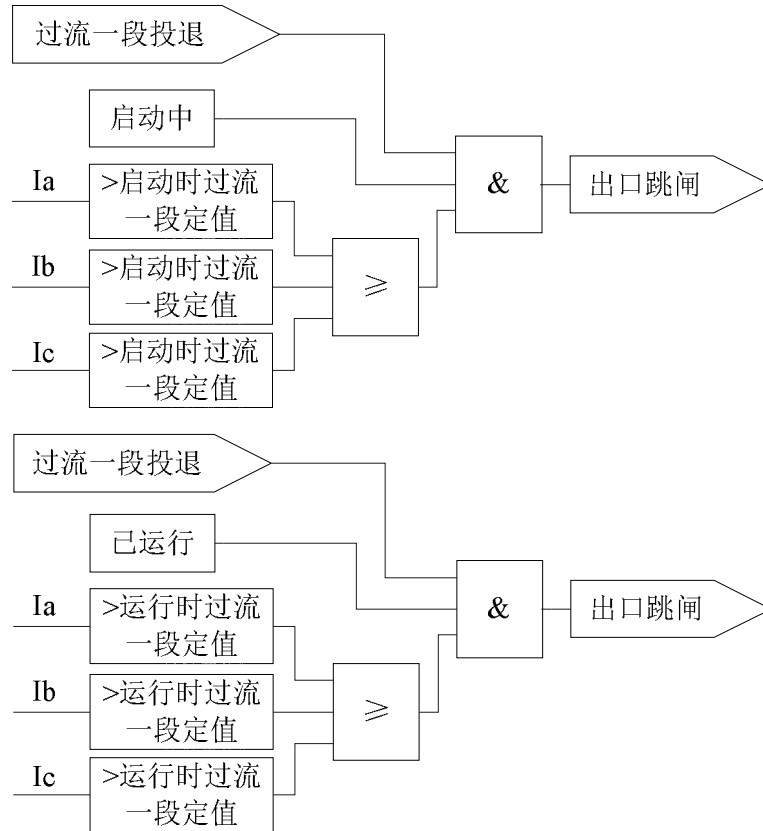 过流一段投退
启动中
Ia
>启动时过流
一段定值
Ib
>启动时过流
一段定值
Ic
>启动时过流
一段定值
≥
&
出口跳闸
过流一段投退
已运行
Ia
>运行时过流
一段定值
Ib
>运行时过流
一段定值
Ic
>运行时过流
一段定值
≥
&
出口跳闸